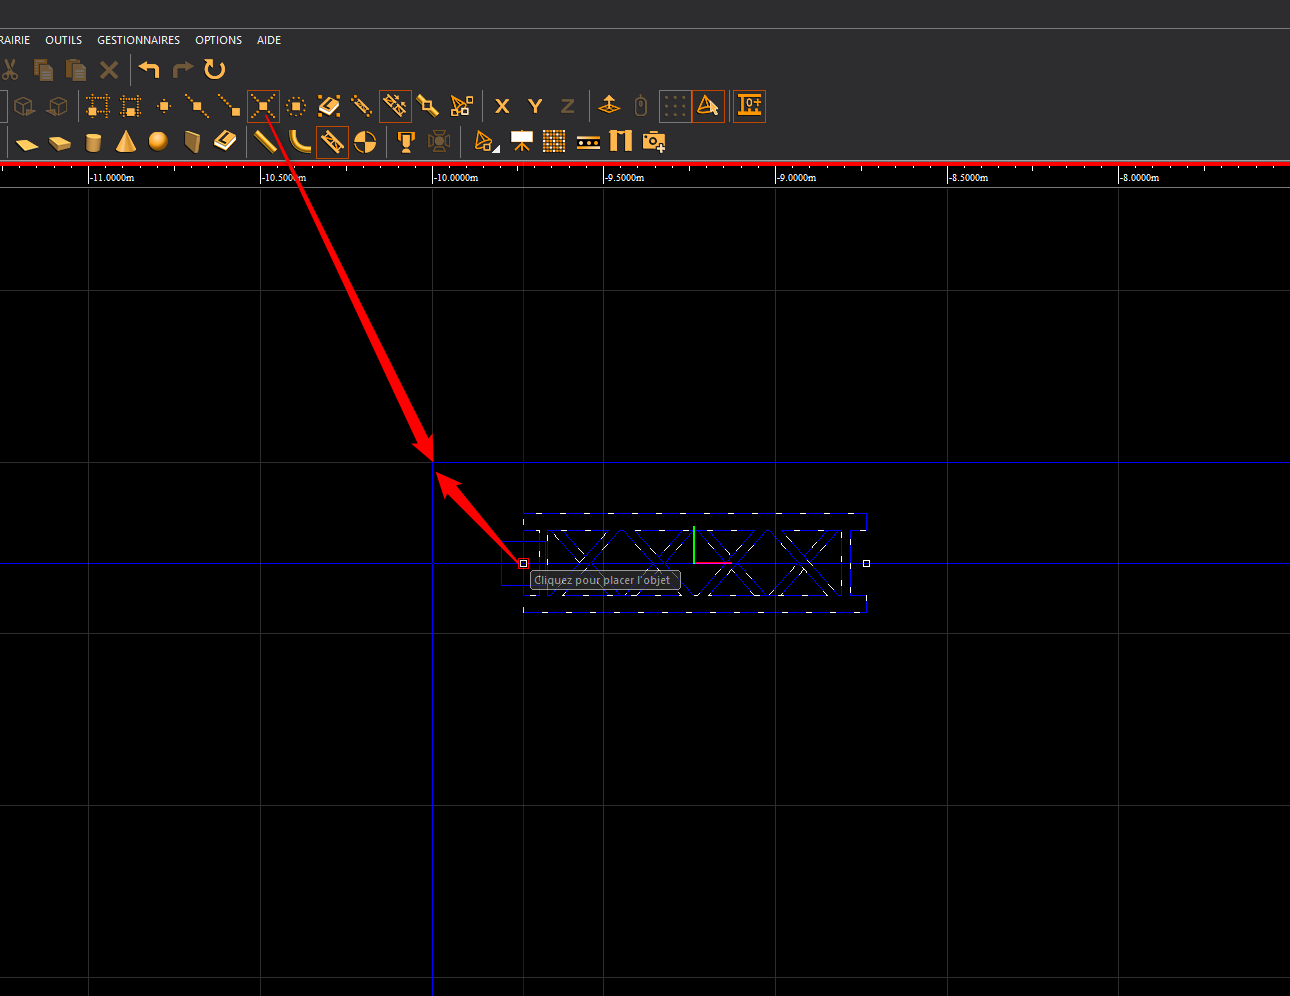 RAIRIE OUTILS GESTIONNAIRES OPTIONS AIDE
X Y Z
0+
-11.0000m -10.5000m -10.0000m -9.5000m -9.0000m -8.5000m -8.0000m
Cliquez pour placer l'objet